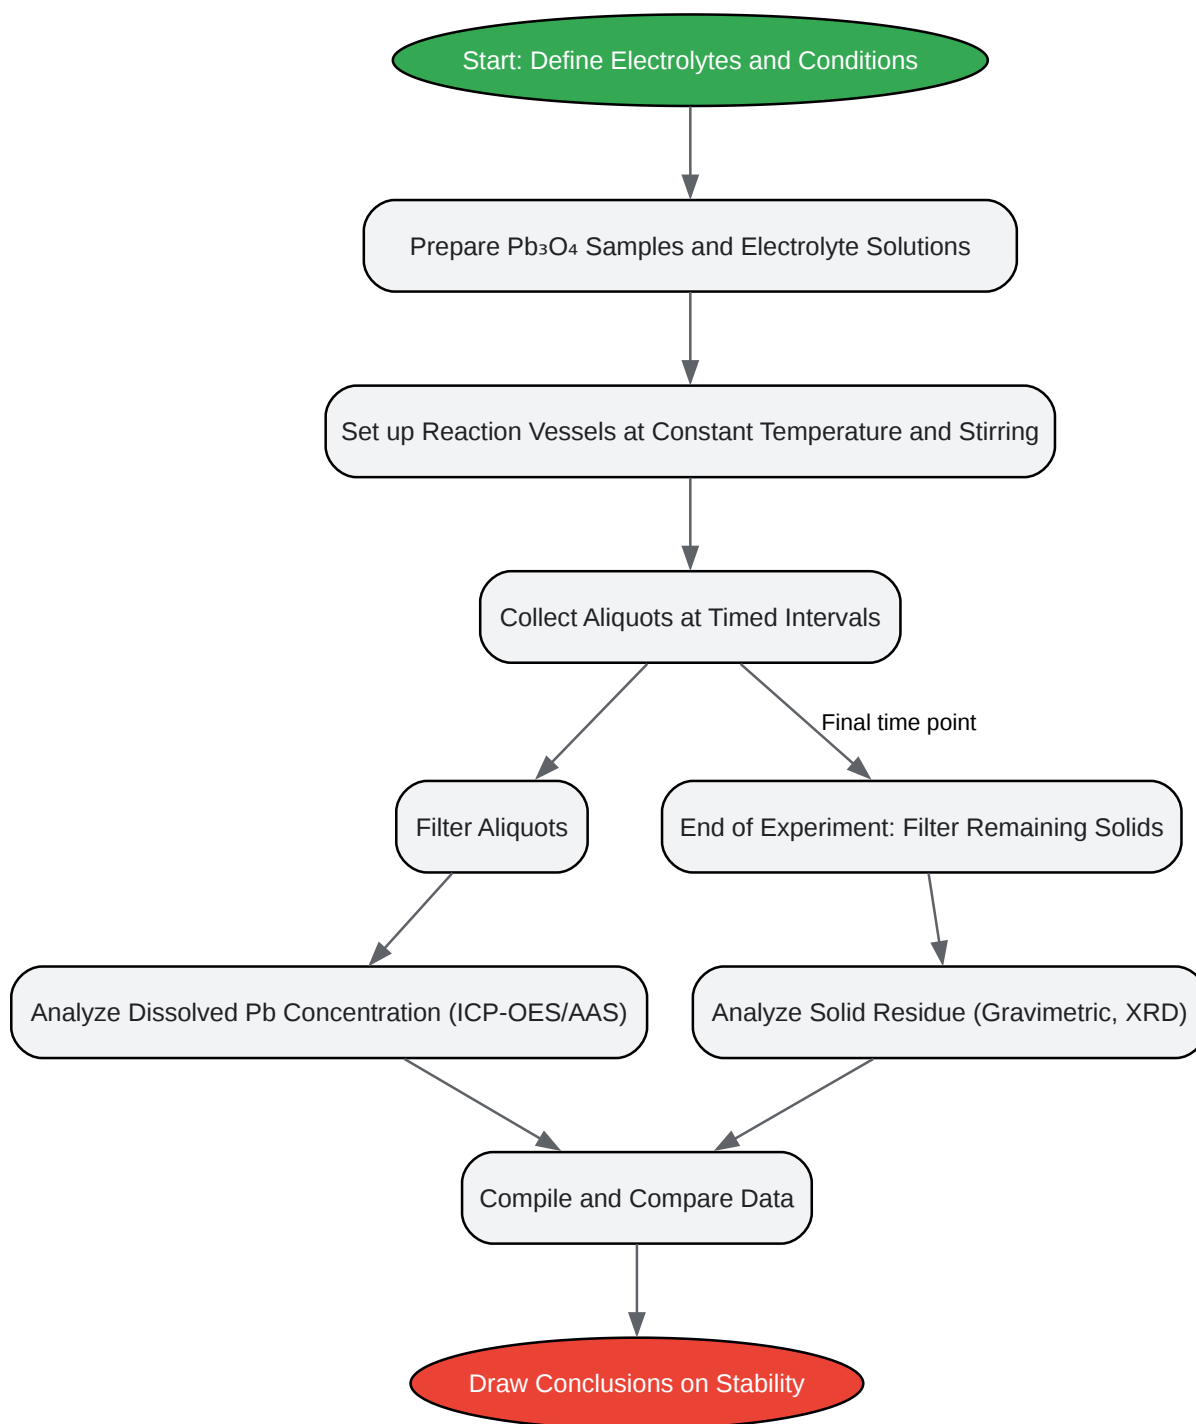 Start: Define Electrolytes and Conditions
Prepare Pb₃O₄ Samples and Electrolyte Solutions
Set up Reaction Vessels at Constant Temperature and Stirring
Collect Aliquots at Timed Intervals
Final time point
Filter Aliquots
End of Experiment: Filter Remaining Solids
Analyze Dissolved Pb Concentration (ICP-OES/AAS)
Analyze Solid Residue (Gravimetric, XRD)
Compile and Compare Data
Draw Conclusions on Stability